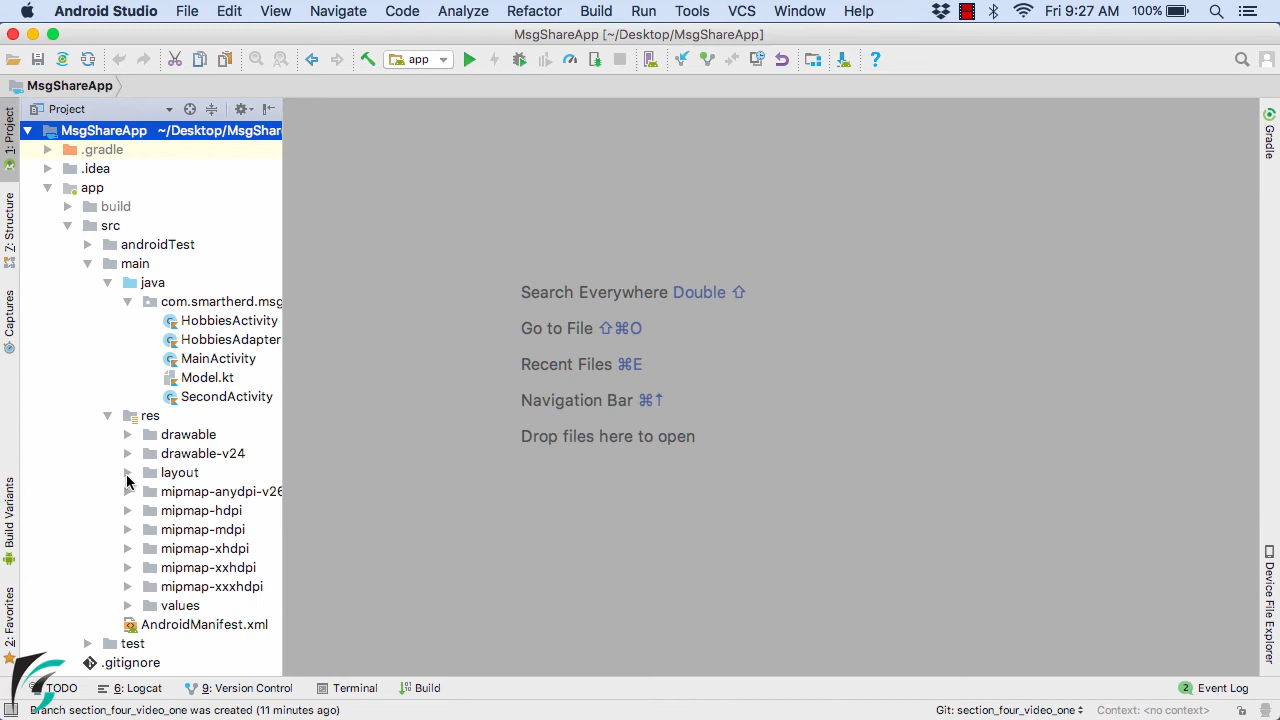 Android Studio File Edit View Navigate Code Analyze Refactor Build Run Tools VCS Window Help Fri 9:27 AM 100%
MsgShareApp [~/Desktop/MsgShareApp]
app
MsgShareApp
Project
MsgShareApp ~/Desktop/MsgShar
.gradle
.idea
app
build
src
androidTest
main
java
com.smartherd.msg
HobbiesActivity
HobbiesAdapter
MainActivity
Model.kt
SecondActivity
res
drawable
drawable-v24
layout
mipmap-anydpi-v26
mipmap-hdpi
mipmap-mdpi
mipmap-xhdpi
mipmap-xxhdpi
mipmap-xxxhdpi
values
AndroidManifest.xml
test
.gitignore
1: Project
7: Structure
Captures
Build Variants
2: Favorites
Search Everywhere Double ⇧
Go to File ⇧⌘O
Recent Files ⌘E
Navigation Bar ⌘↑
Drop files here to open
Gradle
Device File Explorer
TODO 6: Logcat 9: Version Control Terminal Build 2 Event Log
Branch section_four_video_one was created (11 minutes ago) Git: section_four_video_one Context: <no context>